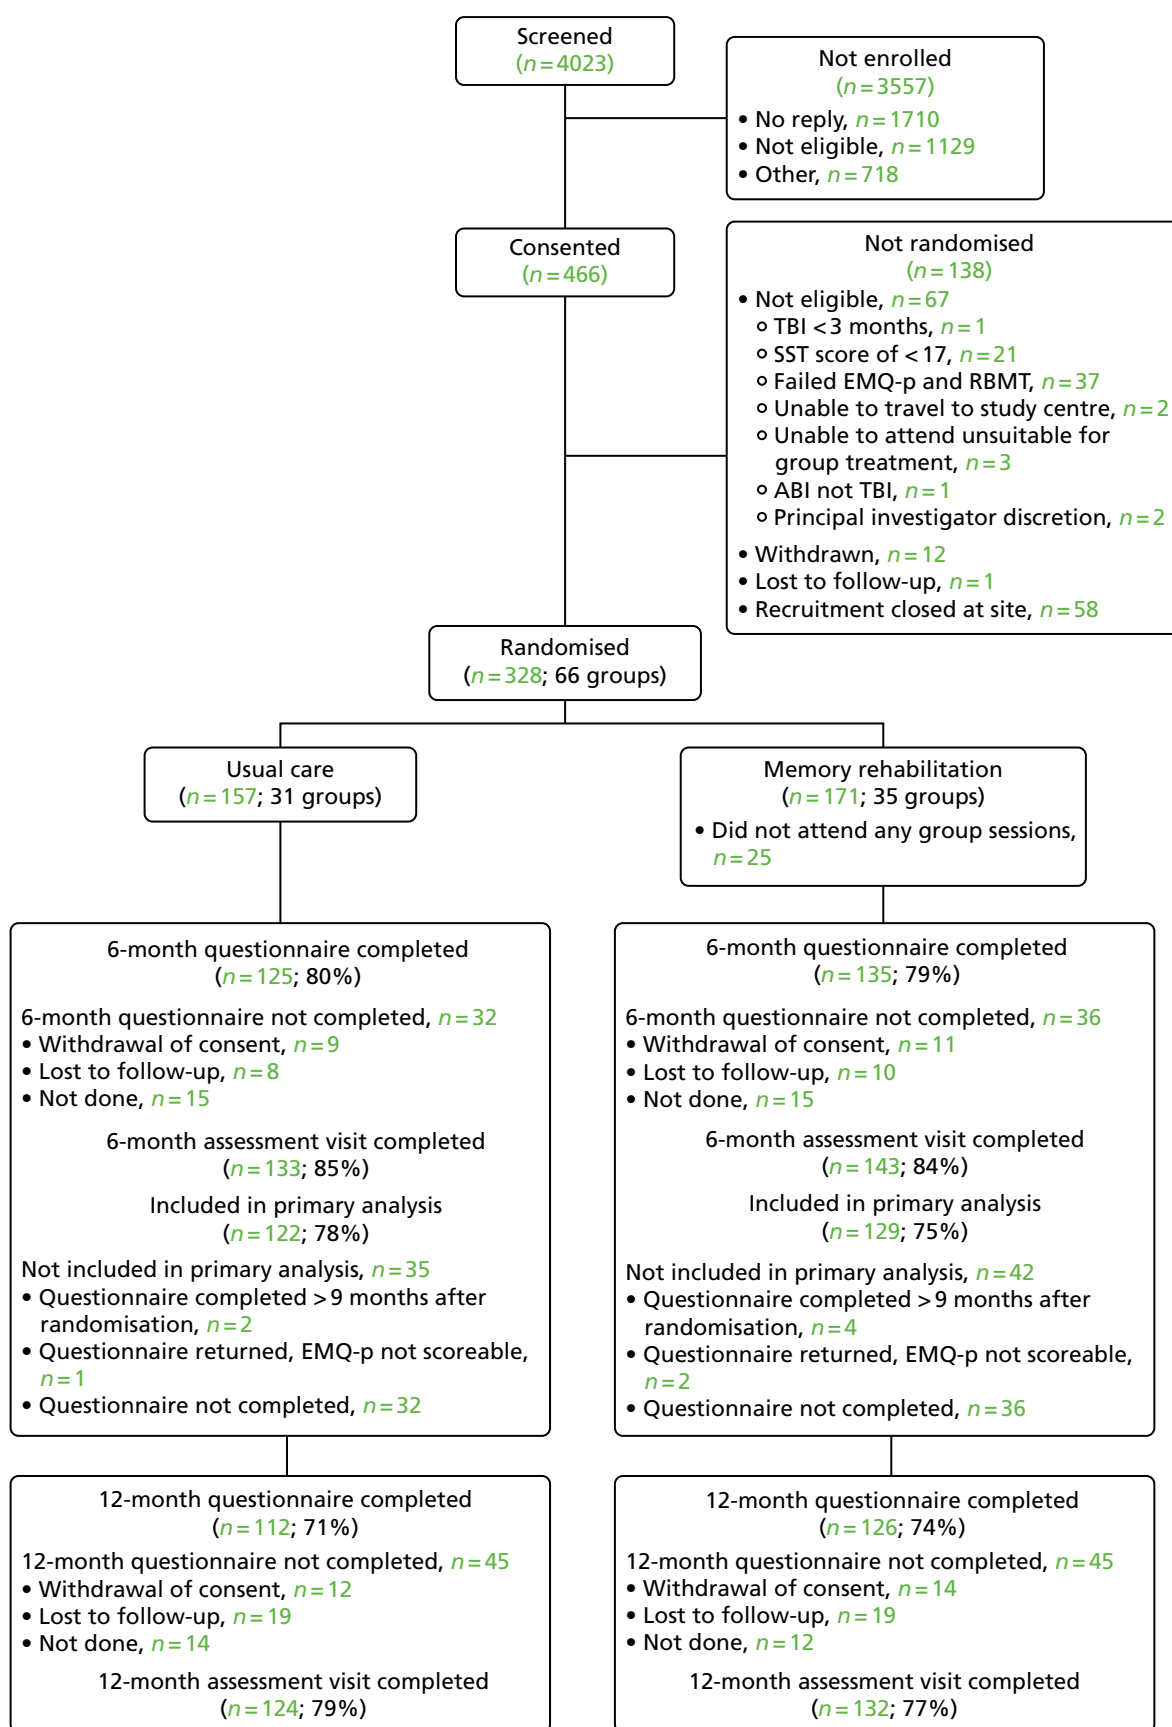 Screened
(n = 4023)
Not enrolled
(n = 3557)
• No reply, n = 1710
• Not eligible, n = 1129
• Other, n = 718
Consented
(n = 466)
Not randomised
(n = 138)
• Not eligible, n = 67
TBI < 3 months, n = 1
SST score of < 17, n = 21
Failed EMQ-p and RBMT, n = 37
Unable to travel to study centre, n = 2
Unable to attend unsuitable for
group treatment, n = 3
ABI not TBI, n = 1
Principal investigator discretion, n = 2
• Withdrawn, n = 12
• Lost to follow-up, n = 1
• Recruitment closed at site, n = 58
Randomised
(n = 328; 66 groups)
Usual care
(n = 157; 31 groups)
Memory rehabilitation
(n = 171; 35 groups)
• Did not attend any group sessions,
n = 25
6-month questionnaire completed
(n = 125; 80%)
6-month questionnaire not completed, n = 32
• Withdrawal of consent, n = 9
• Lost to follow-up, n = 8
• Not done, n = 15
6-month assessment visit completed
(n = 133; 85%)
Included in primary analysis
(n = 122; 78%)
Not included in primary analysis, n = 35
• Questionnaire completed > 9 months after
randomisation, n = 2
• Questionnaire returned, EMQ-p not scoreable,
n = 1
• Questionnaire not completed, n = 32
6-month questionnaire completed
(n = 135; 79%)
6-month questionnaire not completed, n = 36
• Withdrawal of consent, n = 11
• Lost to follow-up, n = 10
• Not done, n = 15
6-month assessment visit completed
(n = 143; 84%)
Included in primary analysis
(n = 129; 75%)
Not included in primary analysis, n = 42
• Questionnaire completed > 9 months after
randomisation, n = 4
• Questionnaire returned, EMQ-p not scoreable,
n = 2
• Questionnaire not completed, n = 36
12-month questionnaire completed
(n = 112; 71%)
12-month questionnaire not completed, n = 45
• Withdrawal of consent, n = 12
• Lost to follow-up, n = 19
• Not done, n = 14
12-month assessment visit completed
(n = 124; 79%)
12-month questionnaire completed
(n = 126; 74%)
12-month questionnaire not completed, n = 45
• Withdrawal of consent, n = 14
• Lost to follow-up, n = 19
• Not done, n = 12
12-month assessment visit completed
(n = 132; 77%)